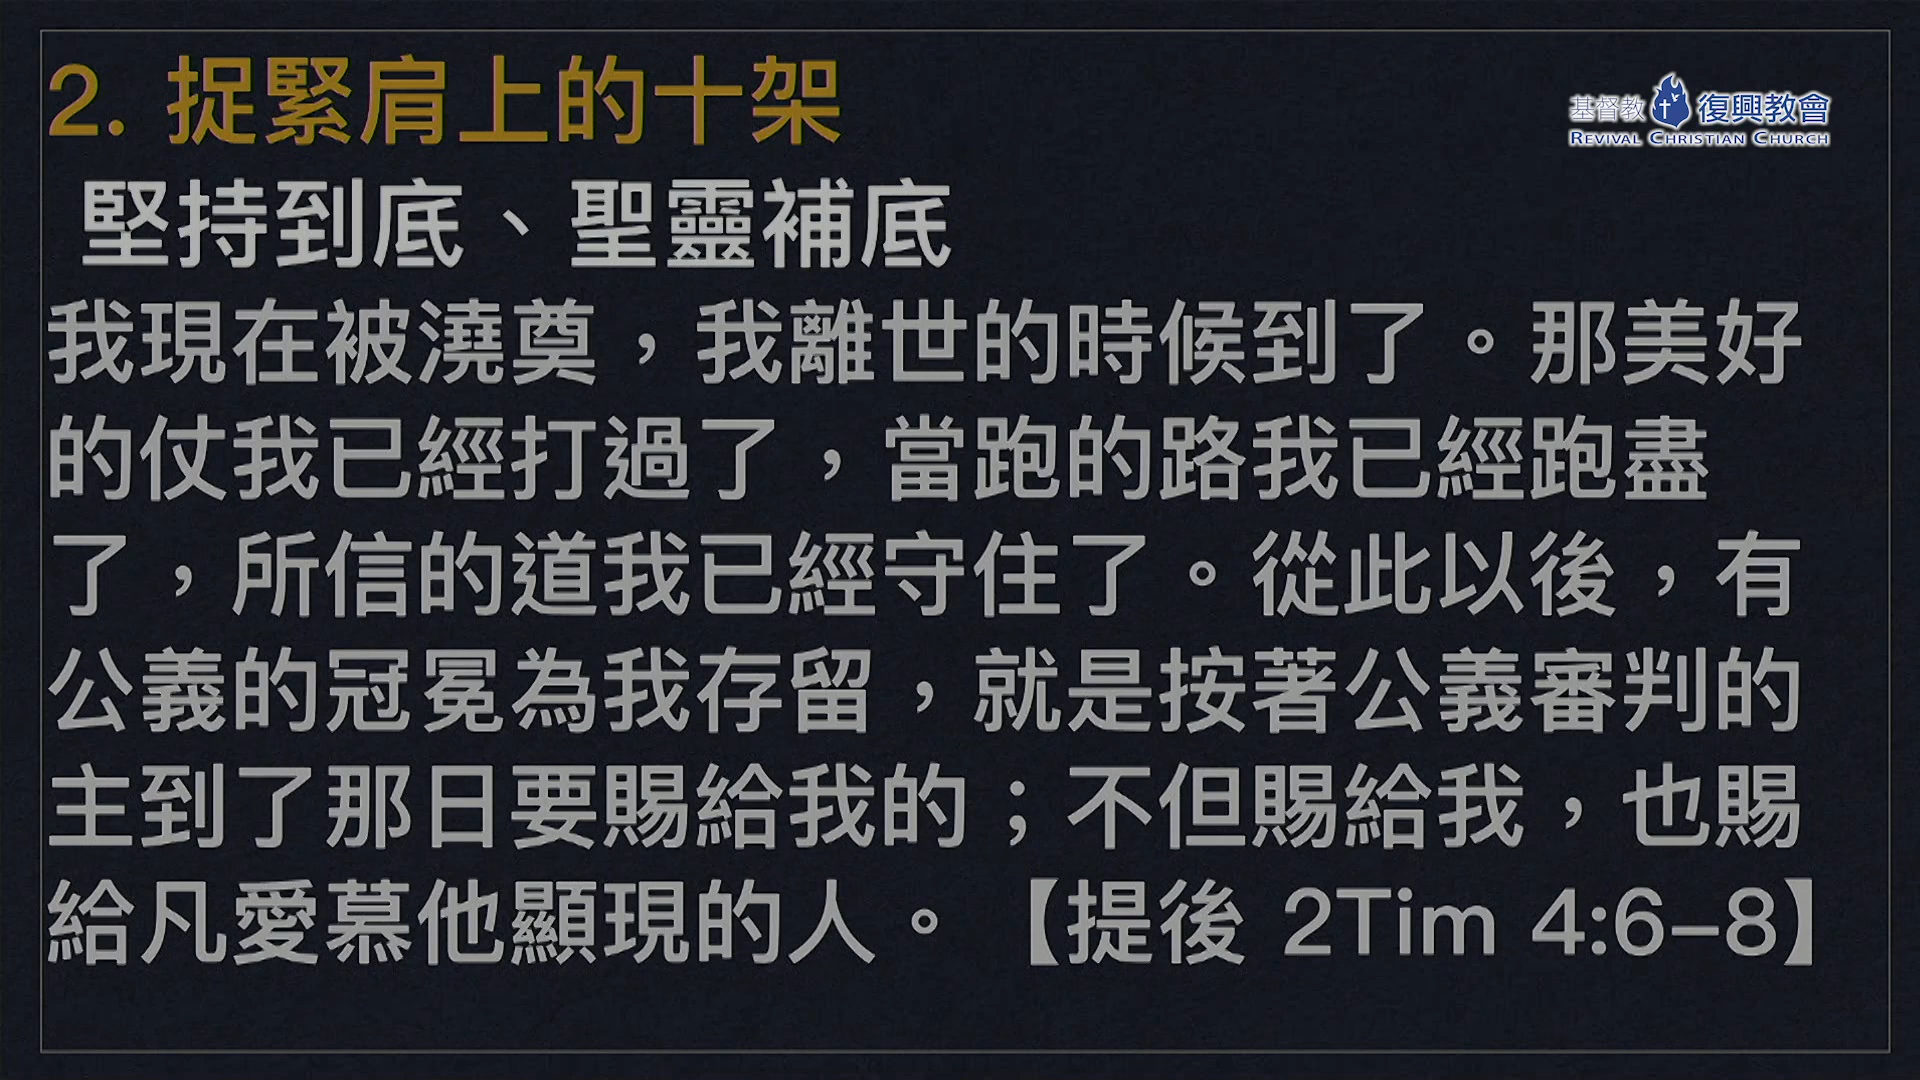 2. 捉緊肩上的十架
基督教 復興教會
REVIVAL CHRISTIAN CHURCH
堅持到底、聖靈補底
我現在被澆奠，我離世的時候到了。那美好
的仗我已經打過了，當跑的路我已經跑盡
了，所信的道我已經守住了。從此以後，有
公義的冠冕為我存留，就是按著公義審判的
主到了那日要賜給我的；不但賜給我，也賜
給凡愛慕他顯現的人。【提後 2Tim 4:6–8】